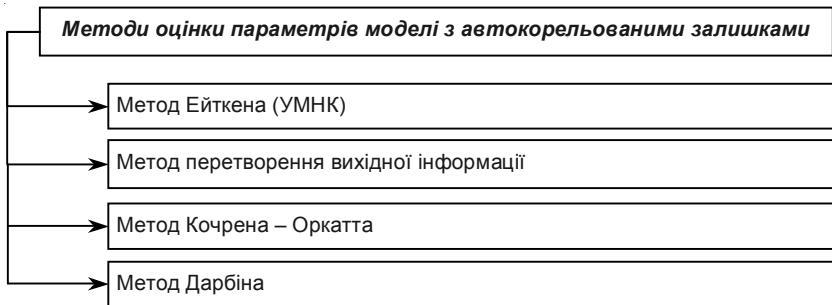 Методи оцінки параметрів моделі з автокорельованими залишками
Метод Ейткена (УМНК)
Метод перетворення вихідної інформації
Метод Кочрена – Оркатта
Метод Дарбіна